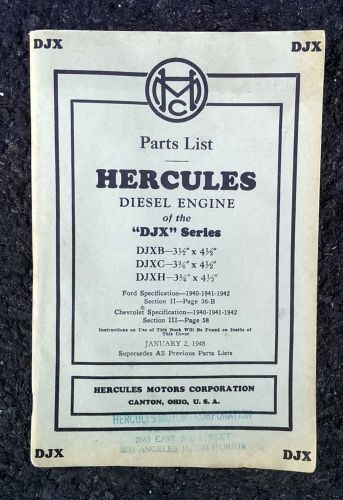 DJX DJX
HMC
Parts List
HERCULES
DIESEL ENGINE
of the
"DJX" Series
DJXB—3½" x 4½"
DJXC—3¾" x 4½"
DJXH—3¾" x 4½"
Ford Specification—1940-1941-1942
Section II—Page 36-B
Chevrolet Specification—1940-1941-1942
Section III—Page 58
Instructions on Use of This Book Will Be Found on Inside of
This Cover
JANUARY 2, 1948
Supersedes All Previous Parts Lists
HERCULES MOTORS CORPORATION
CANTON, OHIO, U. S. A.
HERCULES MOTORS CORPORATION
EAST STREET
LOS ANGELES 11, CALIFORNIA
DJX DJX